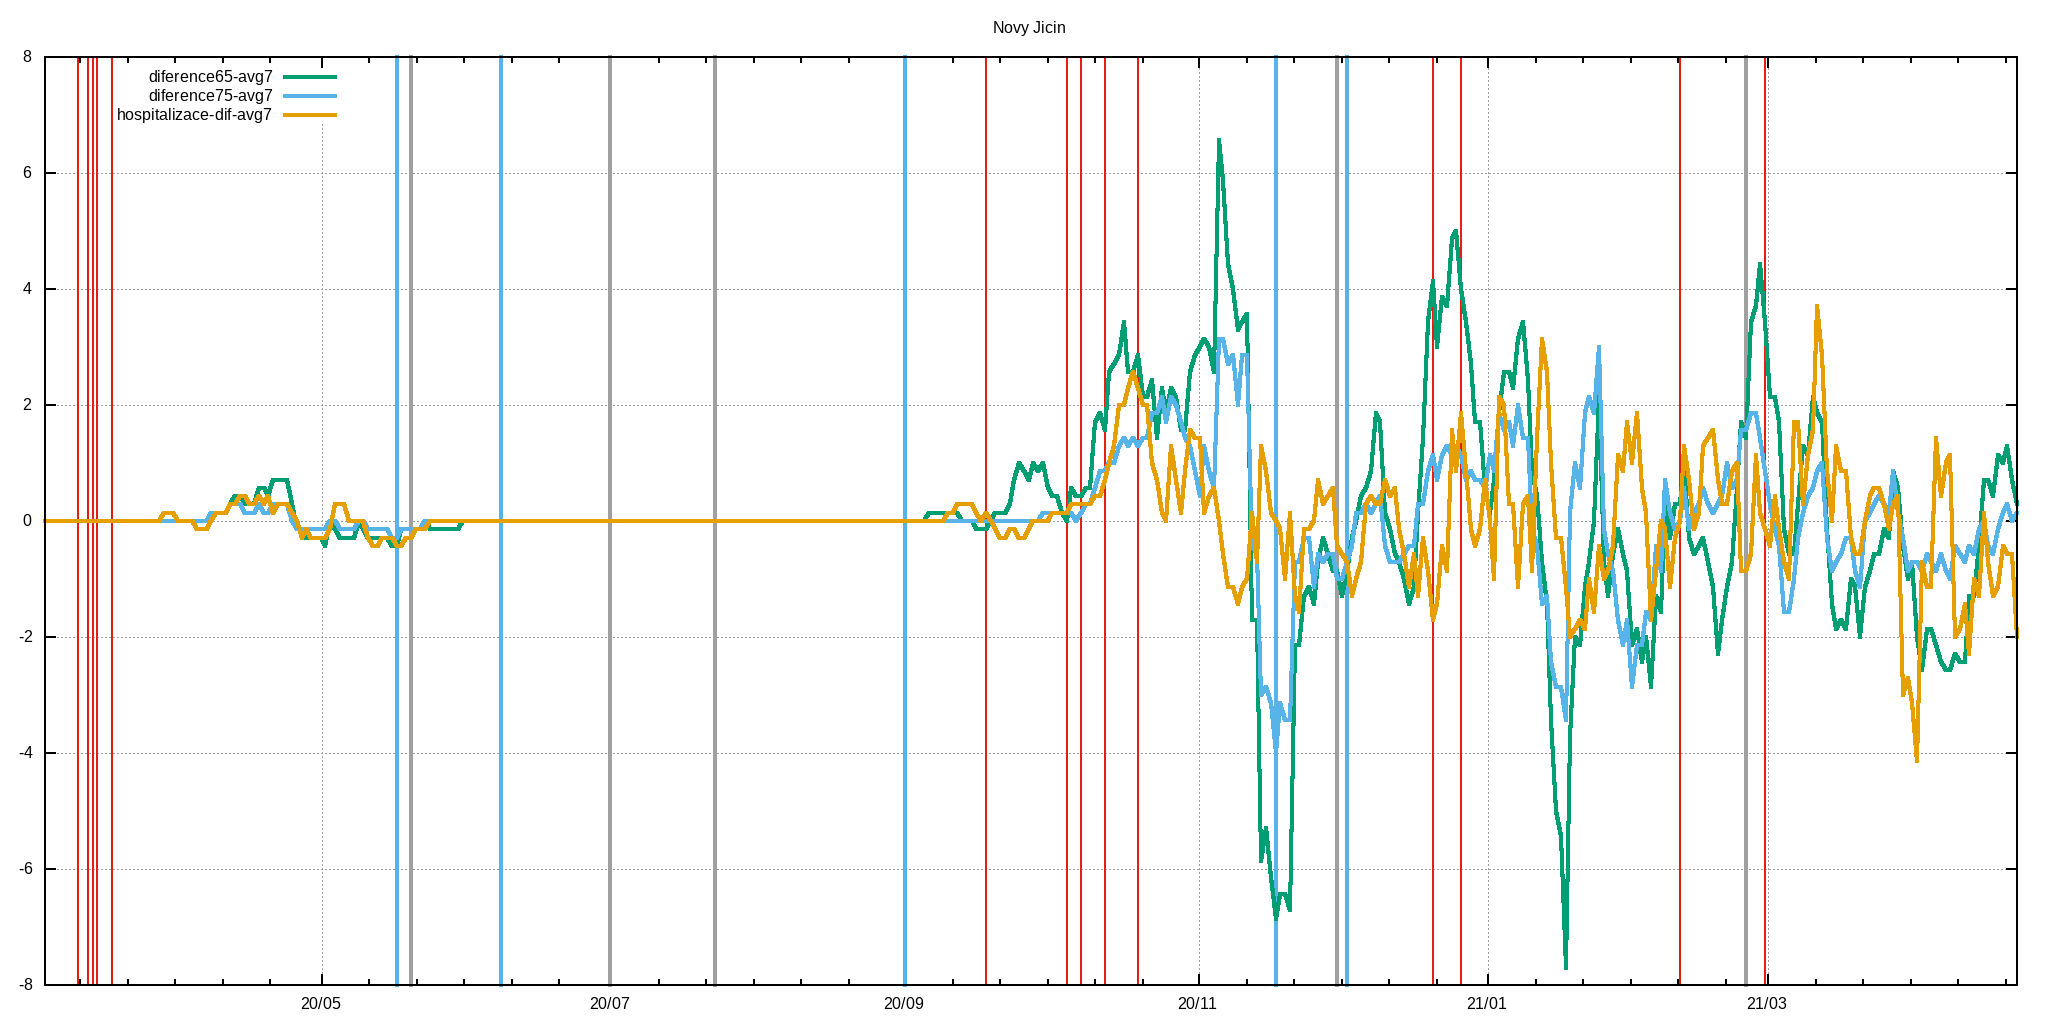 Novy Jicin
diference65-avg7
diference75-avg7
hospitalizace-dif-avg7
8
6
4
2
0
-2
-4
-6
-8
20/05 20/07 20/09 20/11 21/01 21/03